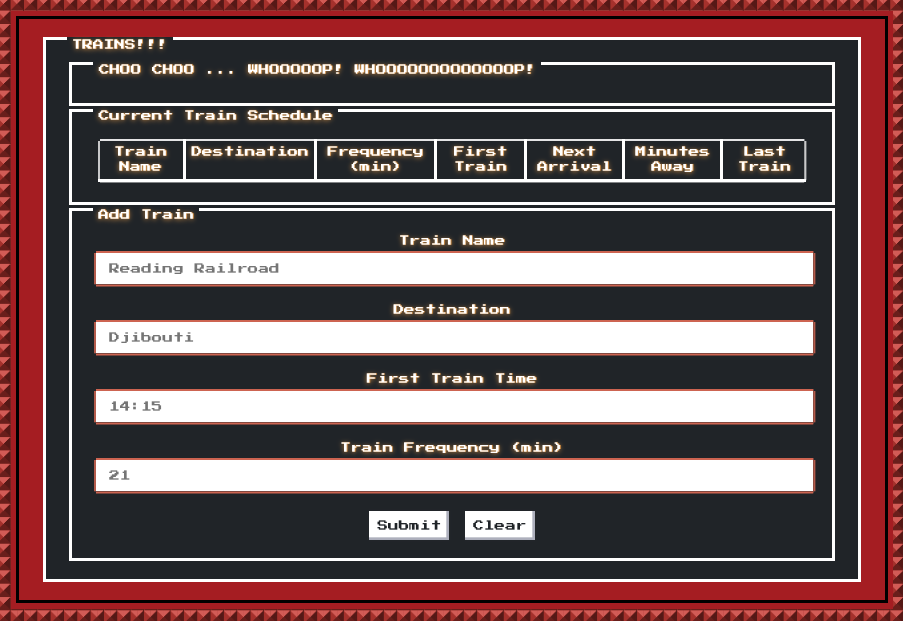 TRAINS!!!
CHOO CHOO ... WHOOOOOP! WHOOOOOOOOOOOOOP!
Current Train Schedule
Train Name Destination Frequency (min) First Train Next Arrival Minutes Away Last Train
Add Train
Train Name
Reading Railroad
Destination
Djibouti
First Train Time
14:15
Train Frequency (min)
21
Submit Clear